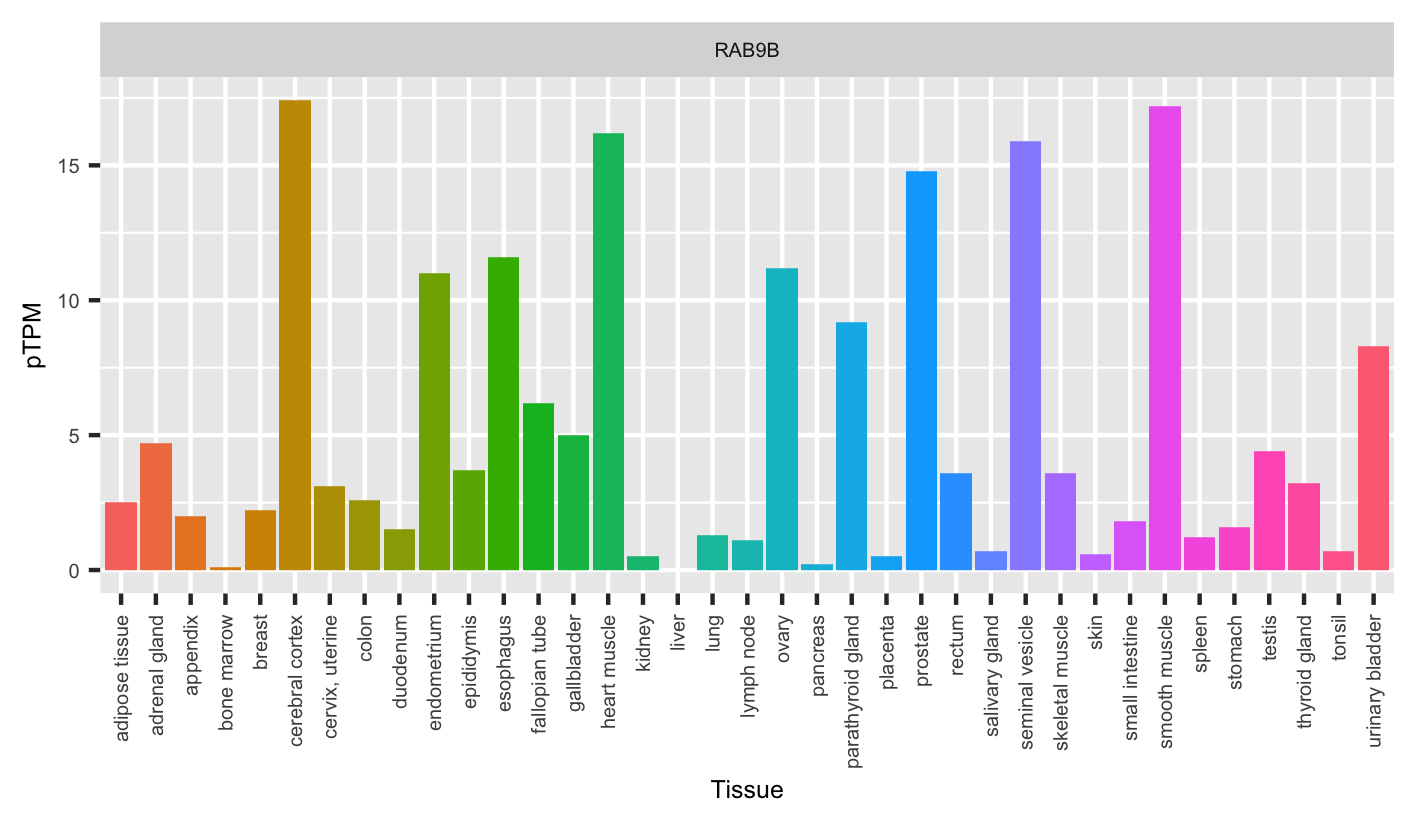 RAB9B
pTPM
15
10
5
0
adipose tissue
adrenal gland
appendix
bone marrow
breast
cerebral cortex
cervix, uterine
colon
duodenum
endometrium
epididymis
esophagus
fallopian tube
gallbladder
heart muscle
kidney
liver
lung
lymph node
ovary
pancreas
parathyroid gland
placenta
prostate
rectum
salivary gland
seminal vesicle
skeletal muscle
skin
small intestine
smooth muscle
spleen
stomach
testis
thyroid gland
tonsil
urinary bladder
Tissue